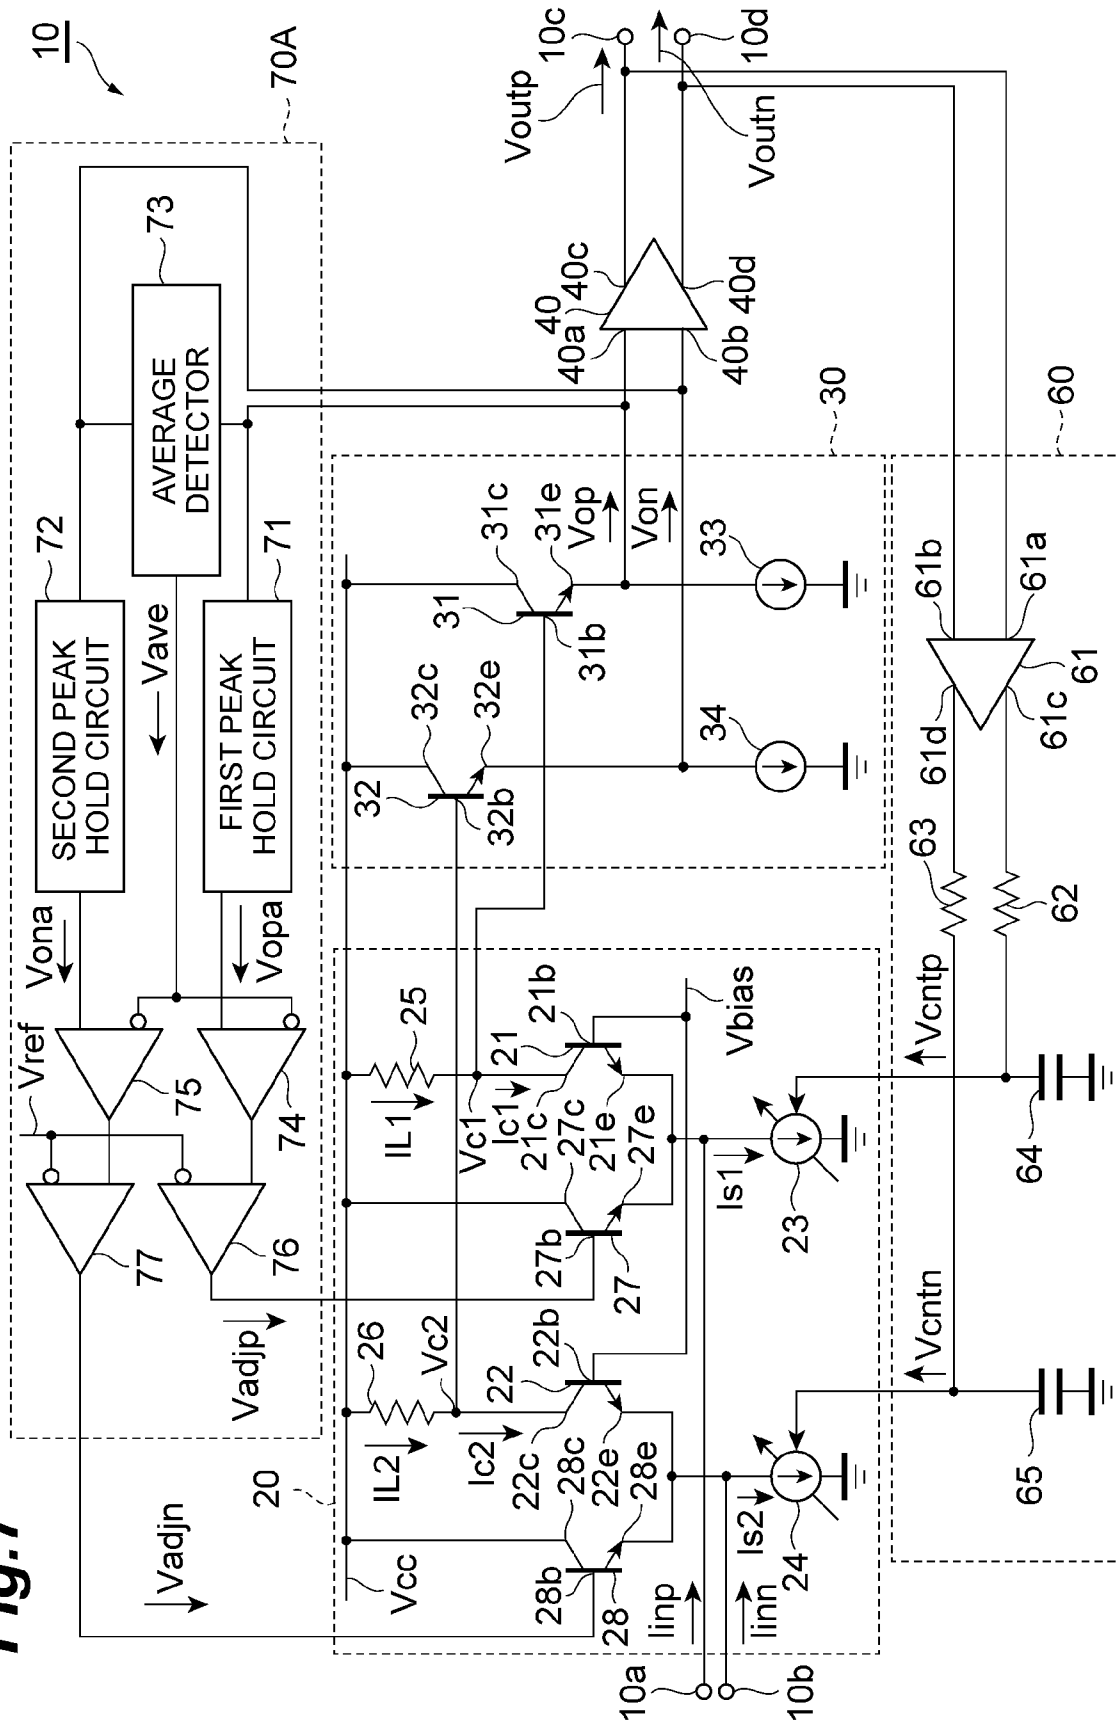 Fig.7
10
70A
SECOND PEAK
HOLD CIRCUIT
72
AVERAGE
DETECTOR
73
FIRST PEAK
HOLD CIRCUIT
71
Vave
Vona
Vopa
Vref
75
74
77
76
Vadjn
Vadjp
20
Vcc
26
25
IL2
IL1
Vc2
Vc1
Ic2
Ic1
22
22b
22c
22e
28c
28e
28b
28
21
21b
21c
21e
27c
27e
27b
27
Vbias
Is2
Is1
24
23
Iinp
Iinn
10a
10b
30
32
32c
32e
32b
31
31c
31e
31b
Vop
Von
34
33
40
40a
40b
40c
40d
Voutp
Voutn
10c
10d
60
61
61a
61b
61c
61d
63
62
Vcntp
Vcntn
64
65